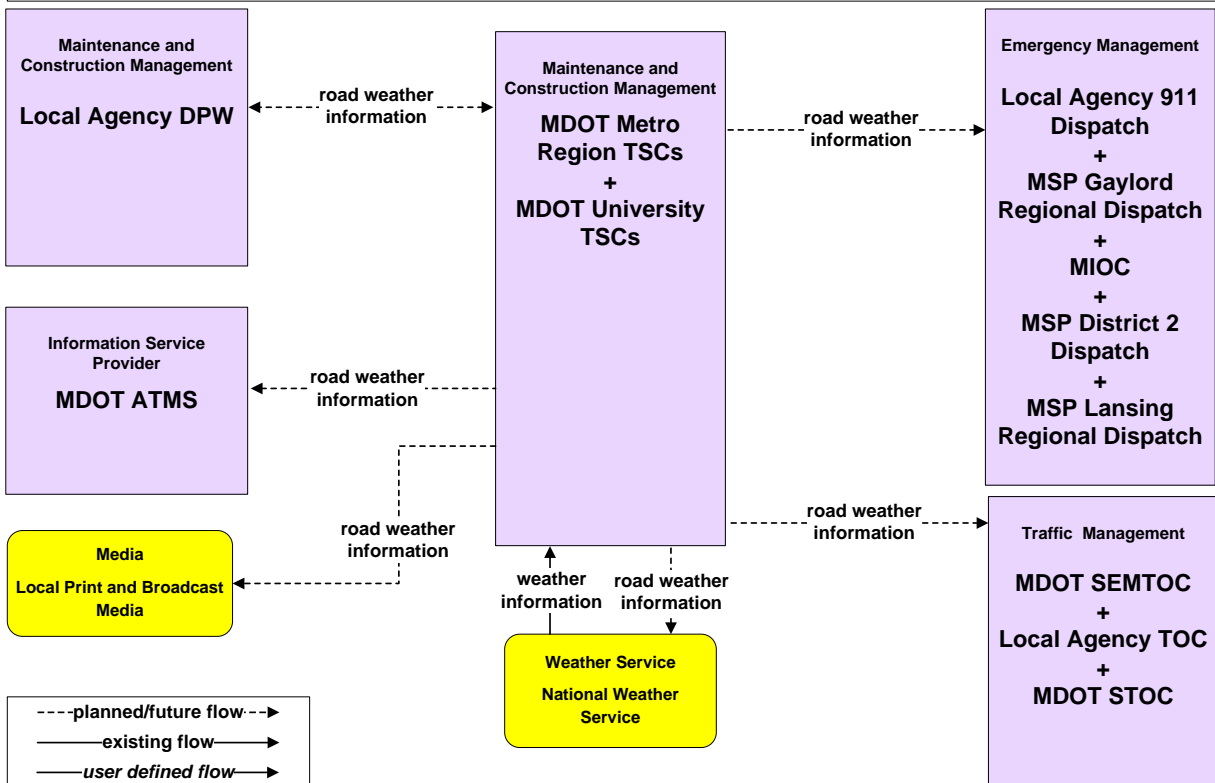 Maintenance and
Construction Management
Local Agency DPW
road weather
information
Maintenance and
Construction Management
MDOT Metro
Region TSCs
+
MDOT University
TSCs
road weather
information
Emergency Management
Local Agency 911
Dispatch
+
MSP Gaylord
Regional Dispatch
+
MIOC
+
MSP District 2
Dispatch
+
MSP Lansing
Regional Dispatch
Information Service
Provider
MDOT ATMS
road weather
information
road weather
information
Media
Local Print and Broadcast
Media
weather
information
road weather
information
Weather Service
National Weather
Service
road weather
information
Traffic Management
MDOT SEMTOC
+
Local Agency TOC
+
MDOT STOC
planned/future flow
existing flow
user defined flow